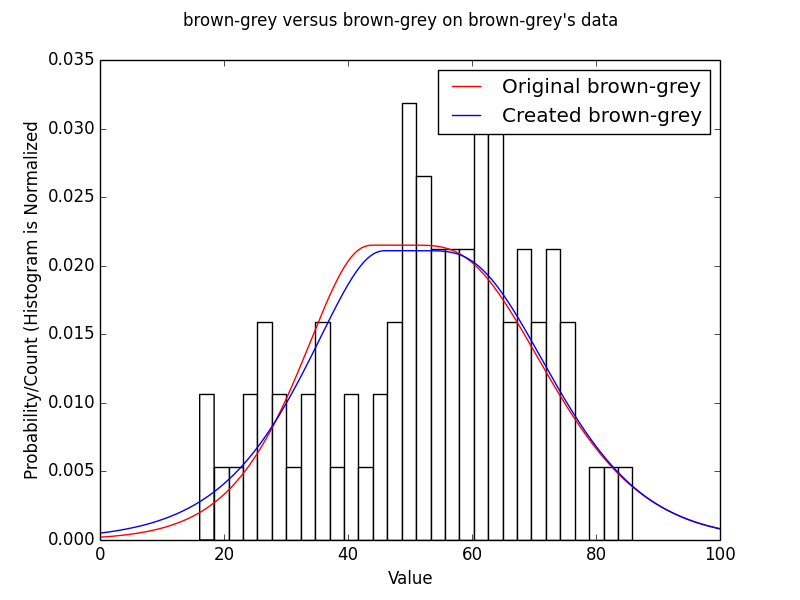 brown-grey versus brown-grey on brown-grey's data
0.035
0.030
0.025
0.020
0.015
0.010
0.005
0.000
Probability/Count (Histogram is Normalized
Original brown-grey
Created brown-grey
0 20 40 60 80 100
Value